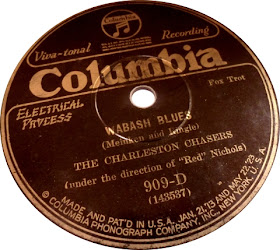 Viva-tonal Recording
Columbia
ELECTRICAL PROCESS
Fox Trot
WABASH BLUES
(Meinken and Ringle)
THE CHARLESTON CHASERS
(under the direction of "Red" Nichols)
909-D
(143537)
MADE AND PAT'D IN U.S.A. JAN. 21,'13 AND MAY 22,'23
© COLUMBIA PHONOGRAPH COMPANY, INC., NEW YORK U.S.A.